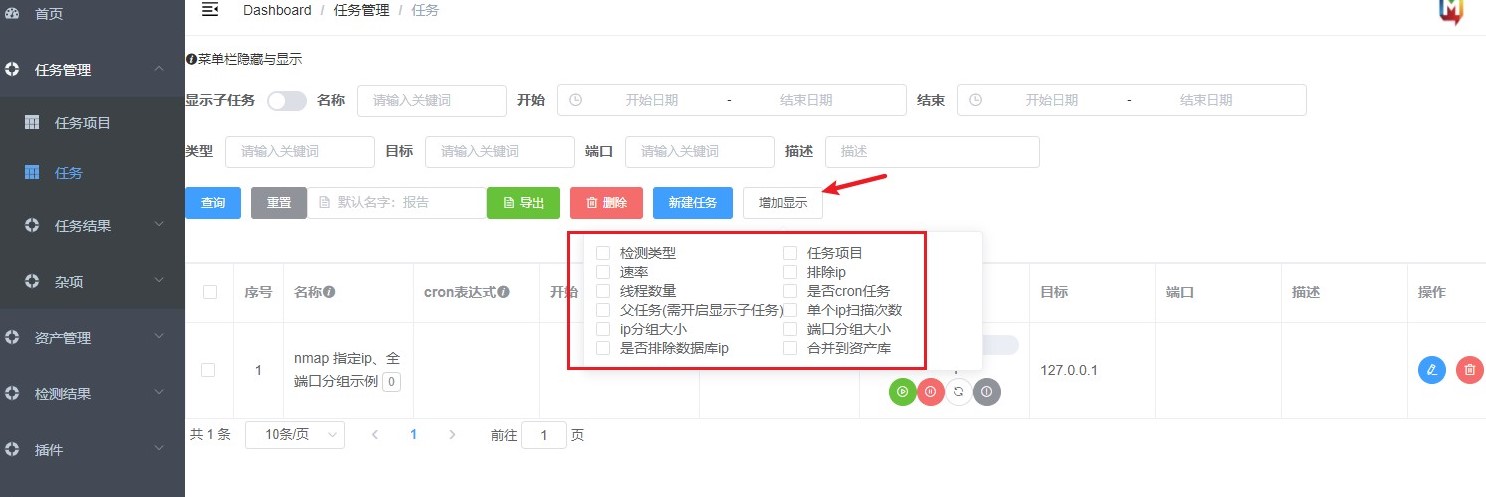 首页
Dashboard / 任务管理 / 任务
任务管理
任务项目
任务
任务结果
杂项
资产管理
检测结果
插件
菜单栏隐藏与显示
显示子任务 名称 请输入关键词 开始 开始日期 - 结束日期 结束 开始日期 - 结束日期
类型 请输入关键词 目标 请输入关键词 端口 请输入关键词 描述 描述
查询 重置 默认名字：报告 导出 删除 新建任务 增加显示
检测类型 任务项目
速率 排除ip
线程数量 是否cron任务
父任务(需开启显示子任务) 单个ip扫描次数
ip分组大小 端口分组大小
是否排除数据库ip 合并到资产库
序号 名称 cron表达式 开始 目标 端口 描述 操作
1 nmap 指定ip、全 127.0.0.1
端口分组示例 0
共 1 条 10条/页 1 前往 1 页